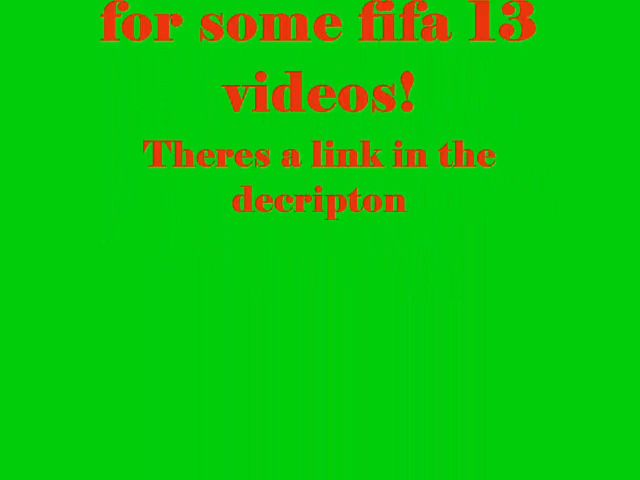 for some fifa 13
videos!
Theres a link in the
decripton